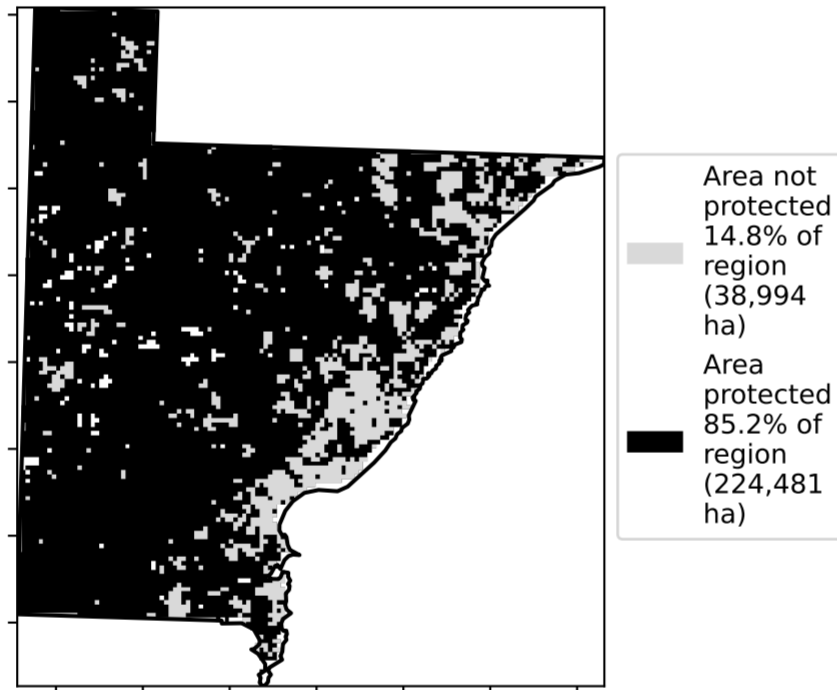 Area not
protected
14.8% of
region
(38,994
ha)
Area
protected
85.2% of
region
(224,481
ha)